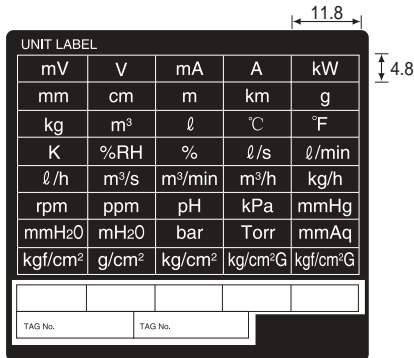 11.8
UNIT LABEL
mV V mA A kW
4.8
mm cm m km g
kg m³ ℓ ℃ °F
K %RH % ℓ/s ℓ/min
ℓ/h m³/s m³/min m³/h kg/h
rpm ppm pH kPa mmHg
mmH20 mH20 bar Torr mmAq
kgf/cm² g/cm² kg/cm² kg/cm²G kgf/cm²G
TAG No. TAG No.